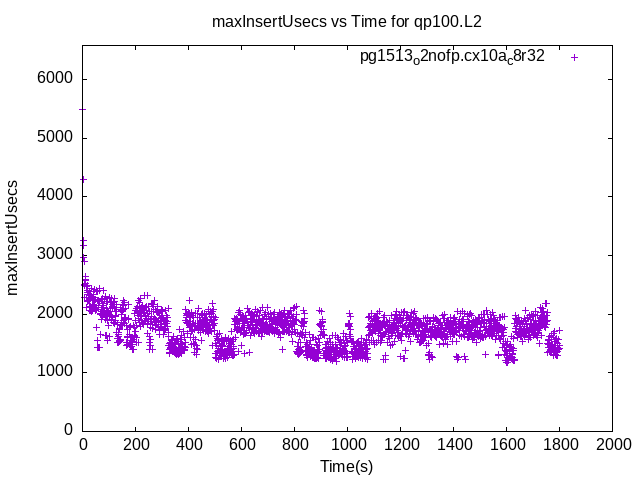 maxInsertUsecs vs Time for qp100.L2
pg1513o2nofp.cx10ac8r32
maxInsertUsecs
6000
5000
4000
3000
2000
1000
0
0 200 400 600 800 1000 1200 1400 1600 1800 2000
Time(s)